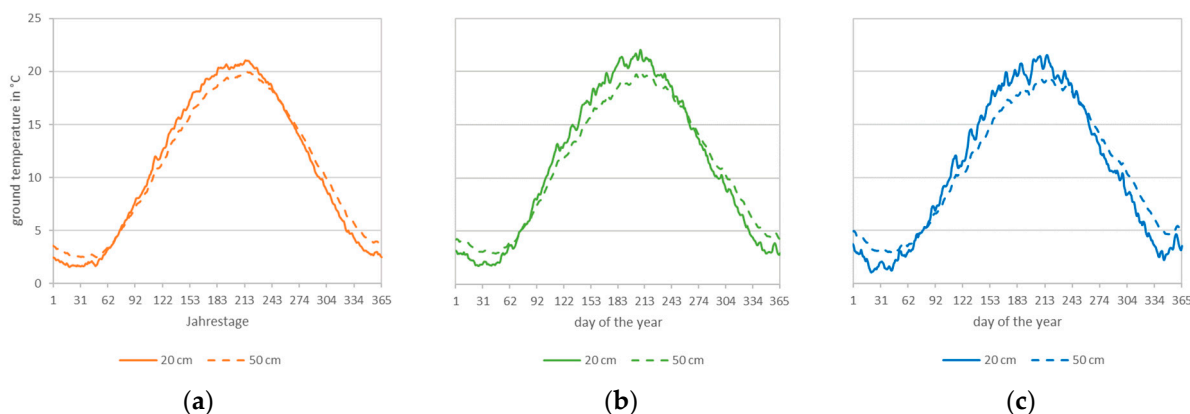 (a) (b) (c)
ground temperature in °C
25
20
15
10
5
0
1 31 62 92 122 153 183 213 243 274 304 334 365
Jahrestage
20 cm 50 cm
1 31 62 92 122 153 183 213 243 274 304 334 365
day of the year
20 cm 50 cm
1 31 62 92 122 153 183 213 243 274 304 334 365
day of the year
20 cm 50 cm